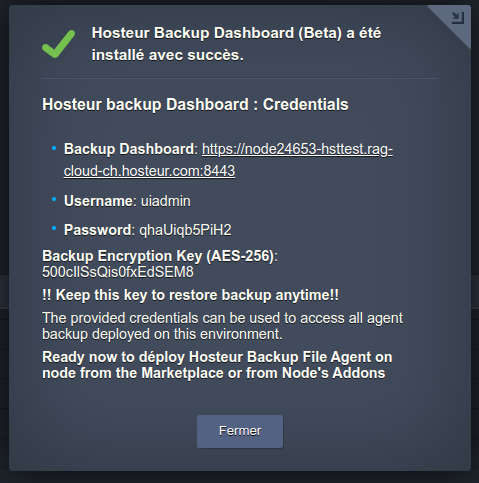 Hosteur Backup Dashboard (Beta) a été
installé avec succès.
Hosteur backup Dashboard : Credentials
Backup Dashboard: https://node24653-hsttest.rag-
cloud-ch.hosteur.com:8443
Username: uiadmin
Password: qhaUiqb5PiH2
Backup Encryption Key (AES-256):
500cIlSsQis0fxEdSEM8
!! Keep this key to restore backup anytime!!
The provided credentials can be used to access all agent
backup deployed on this environment.
Ready now to déploy Hosteur Backup File Agent on
node from the Marketplace or from Node's Addons
Fermer